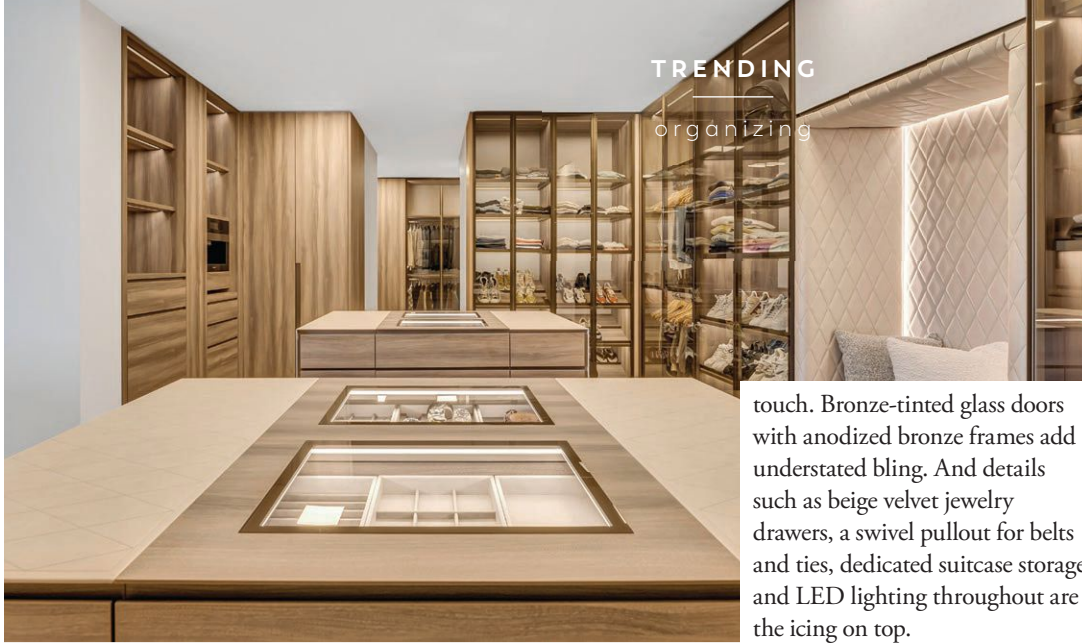 TRENDING
organizing
touch. Bronze-tinted glass doors
with anodized bronze frames add
understated bling. And details
such as beige velvet jewelry
drawers, a swivel pullout for belts
and ties, dedicated suitcase storage
and LED lighting throughout are
the icing on top.